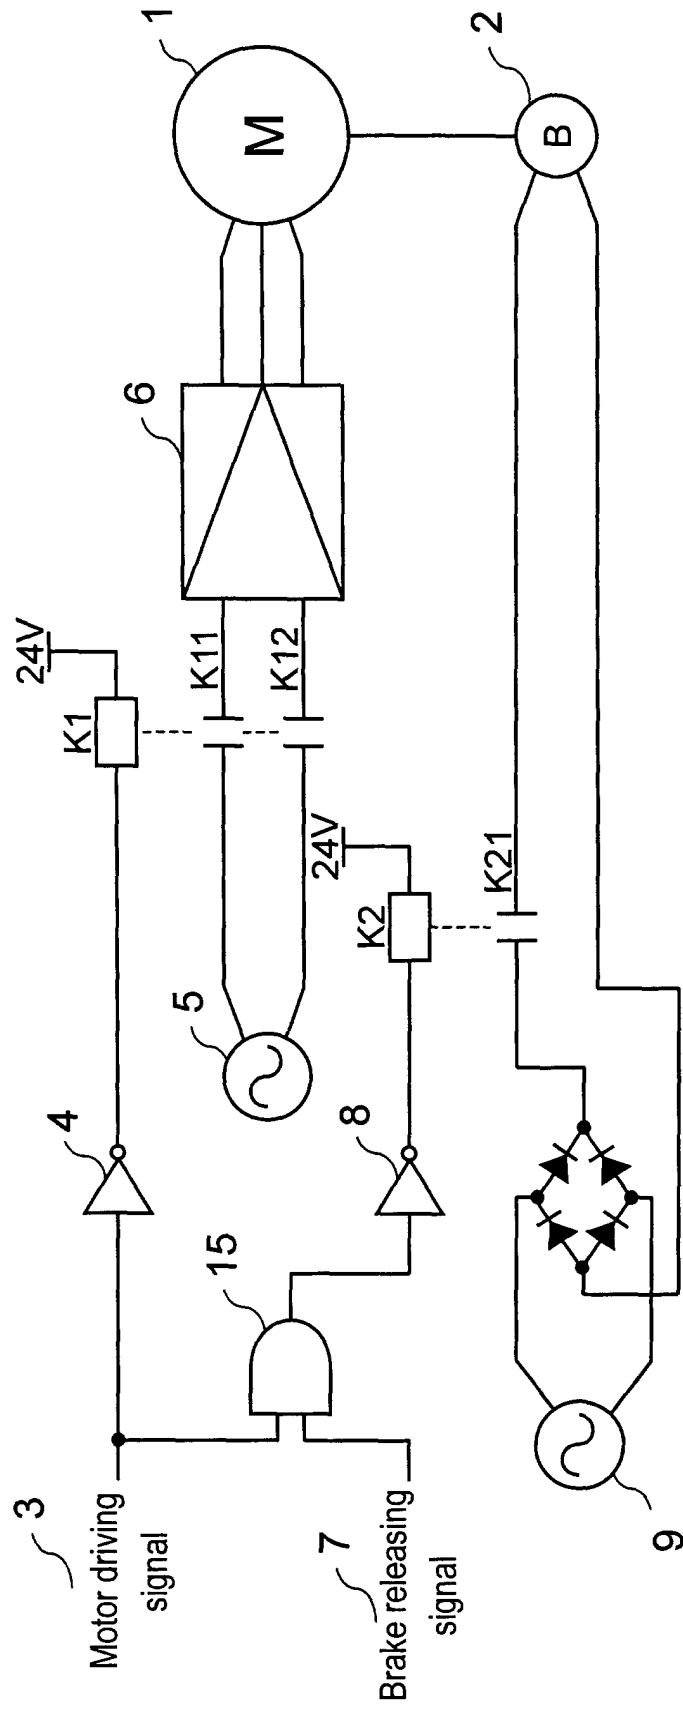 1
M
2
B
6
24V
K1
K11
K12
5
24V
K2
K21
4
8
15
3
Motor driving
signal
7
Brake releasing
signal
9